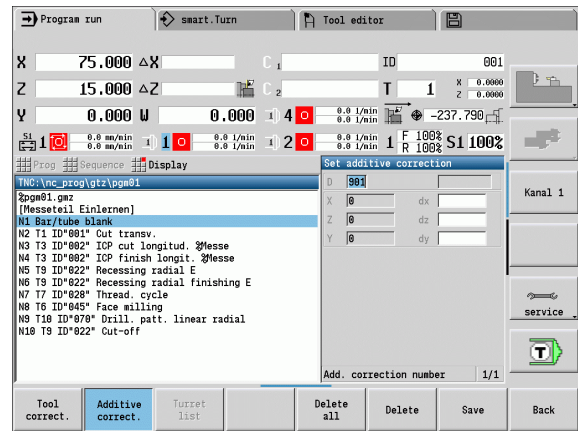 Program run
smart.Turn
Tool editor
X 75.000 △X C 1 ID 001
Z 15.000 △Z C 2 T 1 X 0.0000 Z 0.0000
Y 0.000 W 0.000 4 0.0 1/min 0.0 1/min -237.790
S1 1 0.0 mm/min 0.0 mm/min 1 0.0 1/min 0.0 1/min 2 0.0 1/min 0.0 1/min 1 F 100% R 100% S1 100%
Prog Sequence Display
TNC:\nc_prog\gtz\pgm01
%pgm01.gmz
[Messeteil Einlernen]
N1 Bar/tube blank
N2 T1 ID"001" Cut transv.
N3 T3 ID"002" ICP cut longitud. %Messe
N4 T3 ID"002" ICP finish longit. %Messe
N5 T9 ID"022" Recessing radial E
N6 T9 ID"022" Recessing radial finishing E
N7 T7 ID"028" Thread. cycle
N8 T6 ID"045" Face milling
N9 T10 ID"070" Drill. patt. linear radial
N10 T9 ID"022" Cut-off
Set additive correction
D 901
X 0 dx
Z 0 dz
Y 0 dy
Add. correction number 1/1
Kanal 1
service
T
Tool correct.
Additive correct.
Turret list
Delete all
Delete
Save
Back